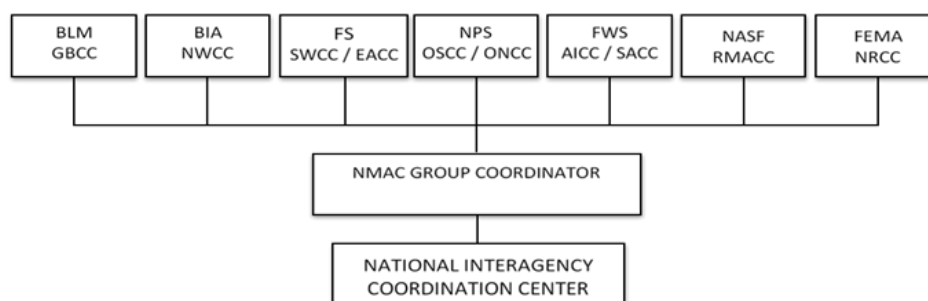 BLM
GBCC
BIA
NWCC
FS
SWCC / EACC
NPS
OSCC / ONCC
FWS
AICC / SACC
NASF
RMACC
FEMA
NRCC
NMAC GROUP COORDINATOR
NATIONAL INTERAGENCY
COORDINATION CENTER